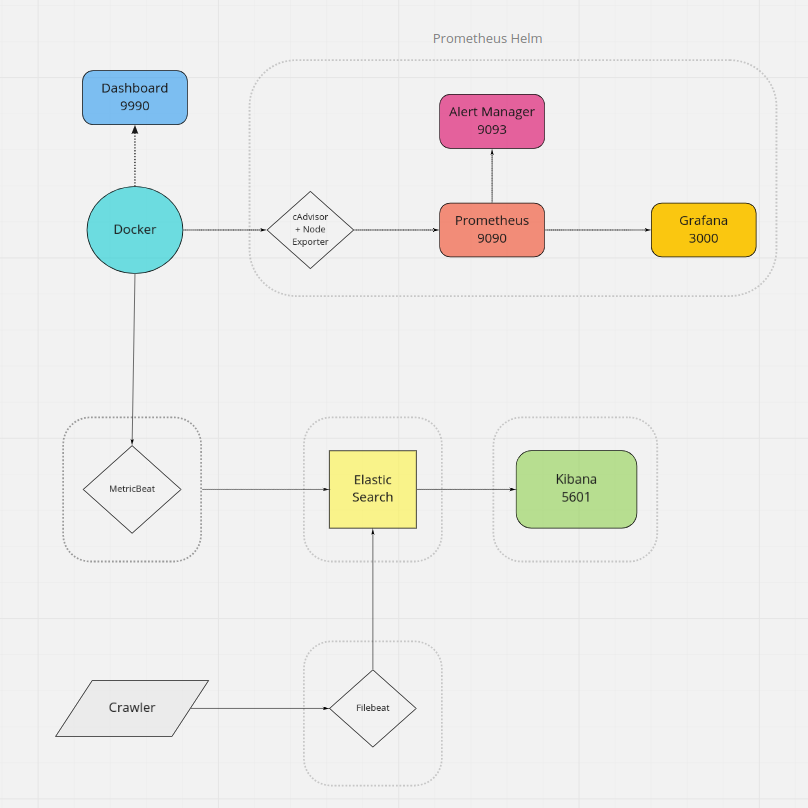 Prometheus Helm
Dashboard
9990
Alert Manager
9093
Docker
cAdvisor
+ Node
Exporter
Prometheus
9090
Grafana
3000
MetricBeat
Elastic
Search
Kibana
5601
Crawler
Filebeat